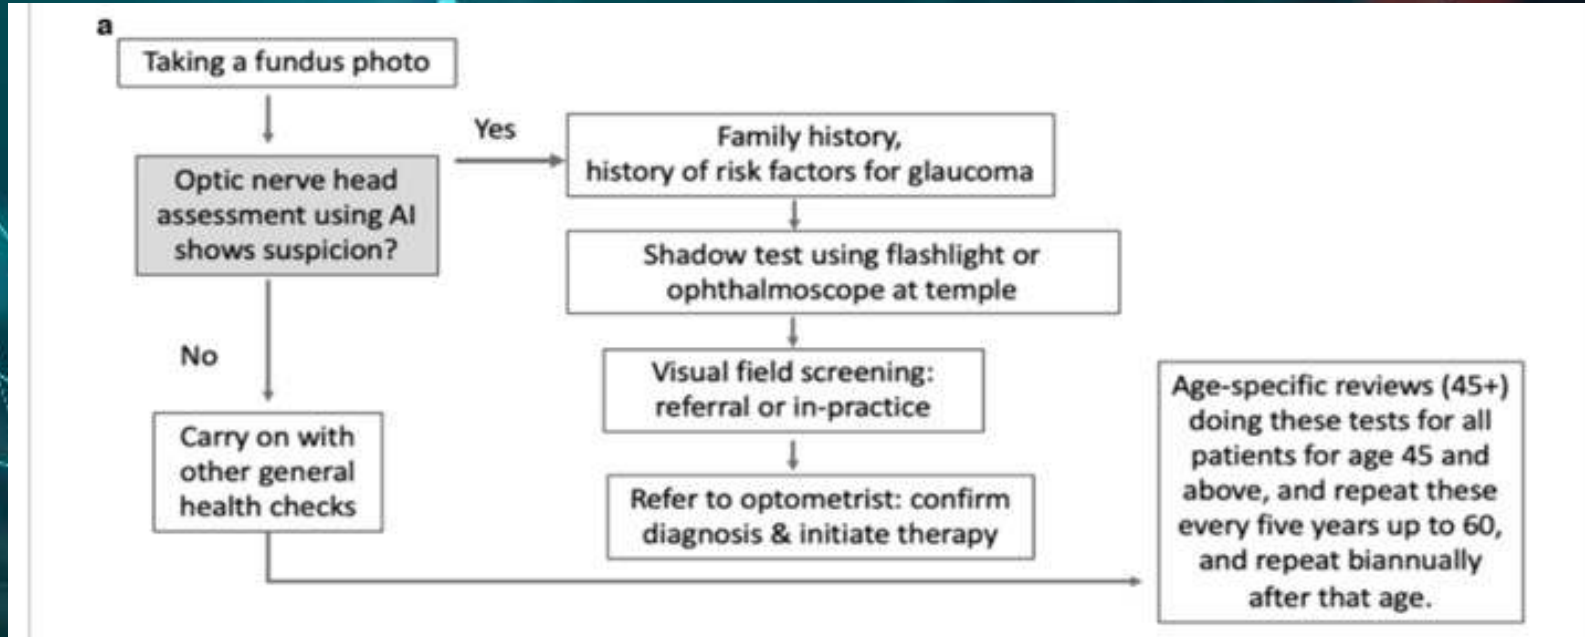 a
Taking a fundus photo
Optic nerve head
assessment using AI
shows suspicion?
Yes
Family history,
history of risk factors for glaucoma
Shadow test using flashlight or
ophthalmoscope at temple
Visual field screening:
referral or in-practice
Refer to optometrist: confirm
diagnosis & initiate therapy
No
Carry on with
other general
health checks
Age-specific reviews (45+)
doing these tests for all
patients for age 45 and
above, and repeat these
every five years up to 60,
and repeat biannually
after that age.